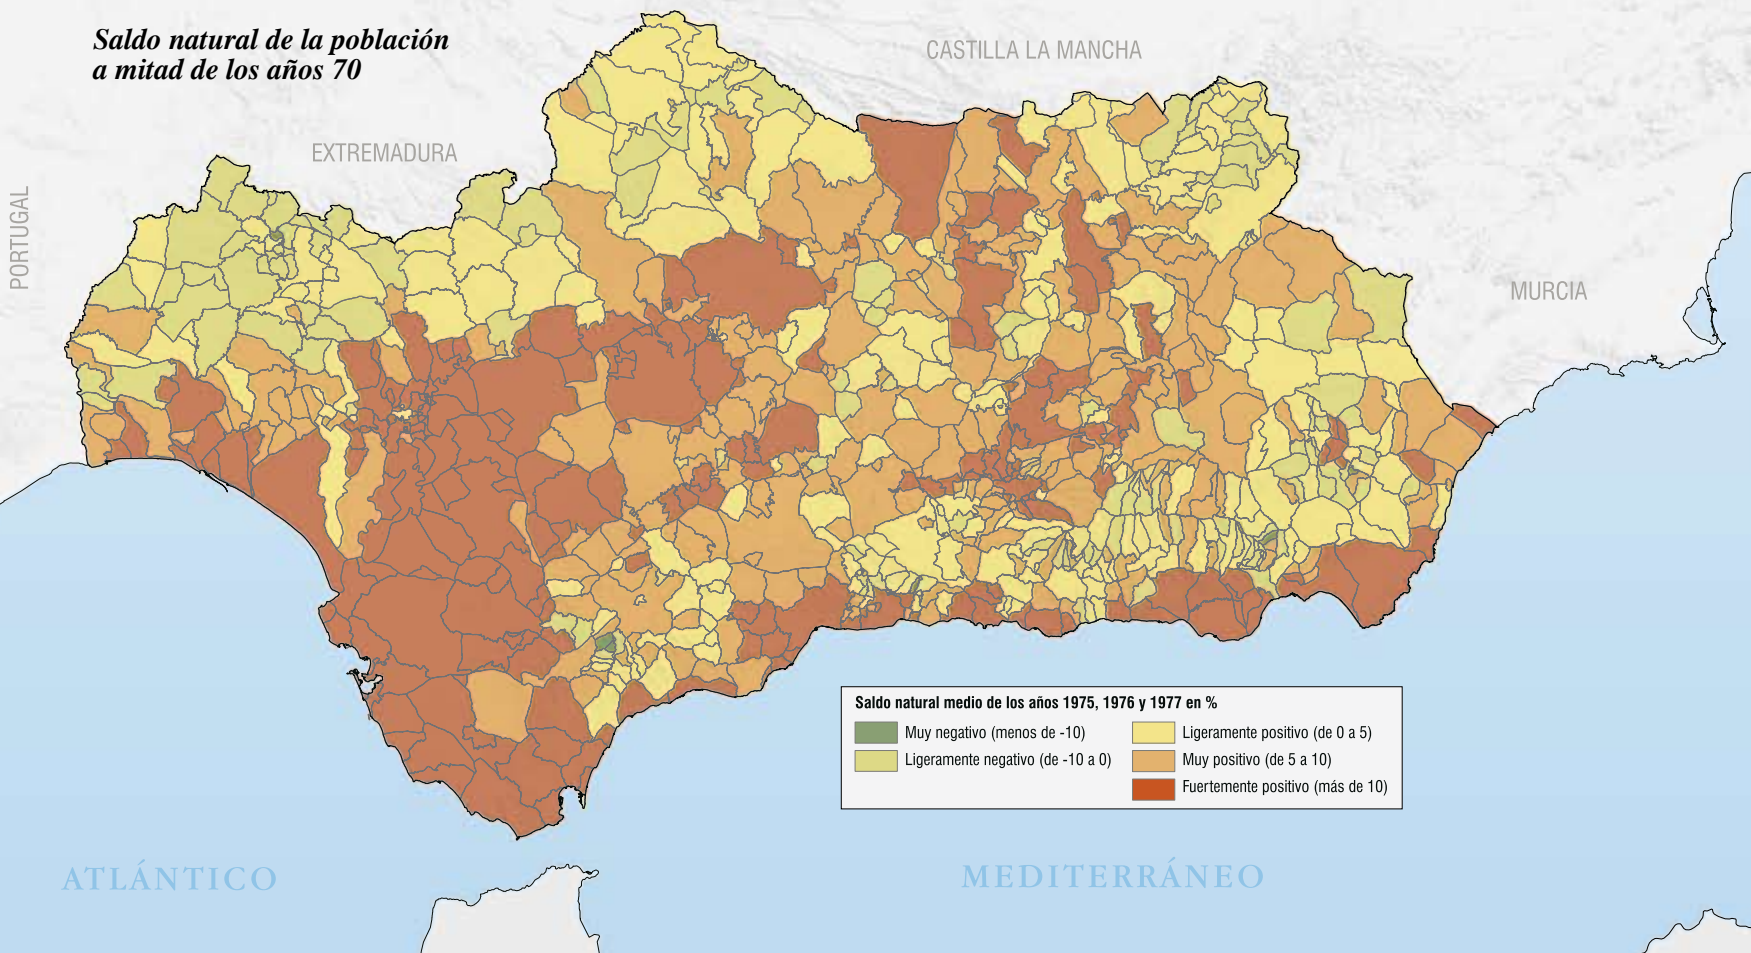 Saldo natural de la población
a mitad de los años 70
CASTILLA LA MANCHA
EXTREMADURA
PORTUGAL
MURCIA
Saldo natural medio de los años 1975, 1976 y 1977 en %
Muy negativo (menos de -10)
Ligeramente negativo (de -10 a 0)
Ligeramente positivo (de 0 a 5)
Muy positivo (de 5 a 10)
Fuertemente positivo (más de 10)
ATLÁNTICO
MEDITERRÁNEO